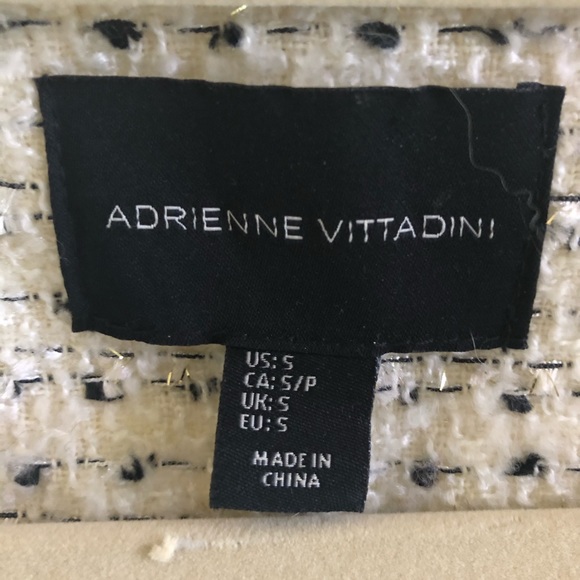 ADRIENNE VITTADINI
US: S
CA: S/P
UK: S
EU: S
MADE IN
CHINA